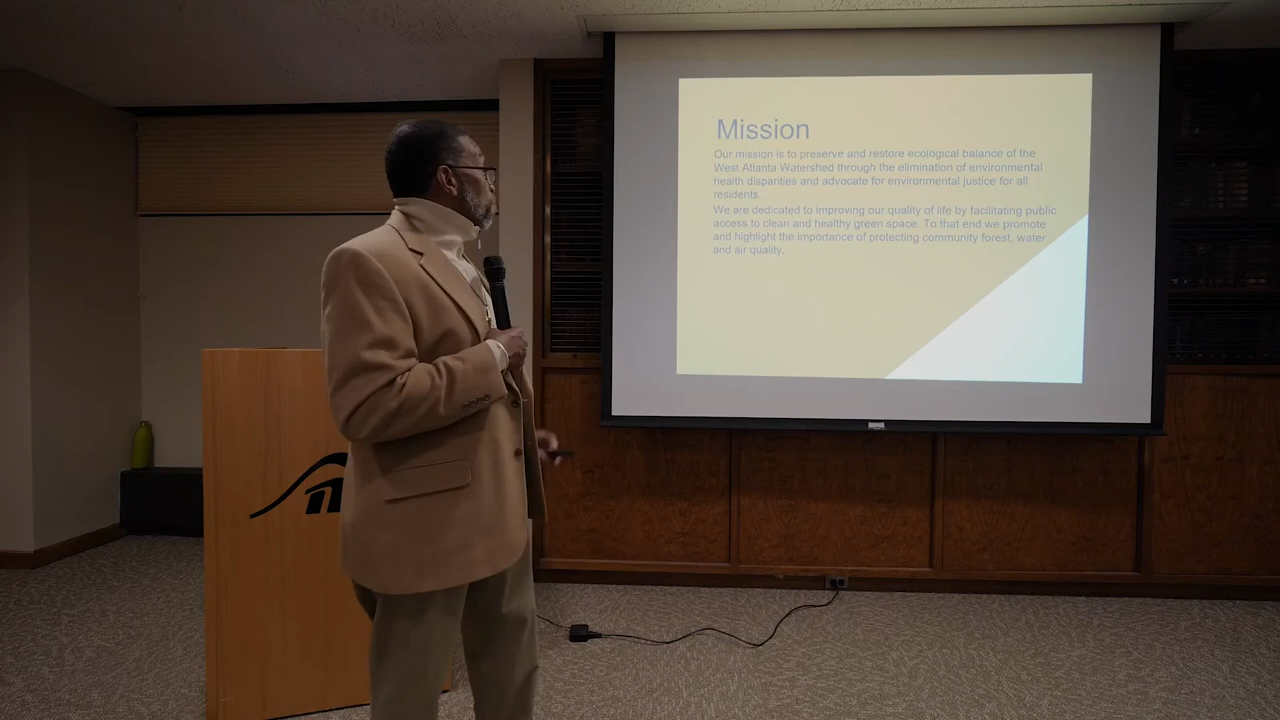 Mission
Our mission is to preserve and restore ecological balance of the
West Atlanta Watershed through the elimination of environmental
health disparities and advocate for environmental justice for all
residents.
We are dedicated to improving our quality of life by facilitating public
access to clean and healthy green space. To that end we promote
and highlight the importance of protecting community forest, water
and air quality.